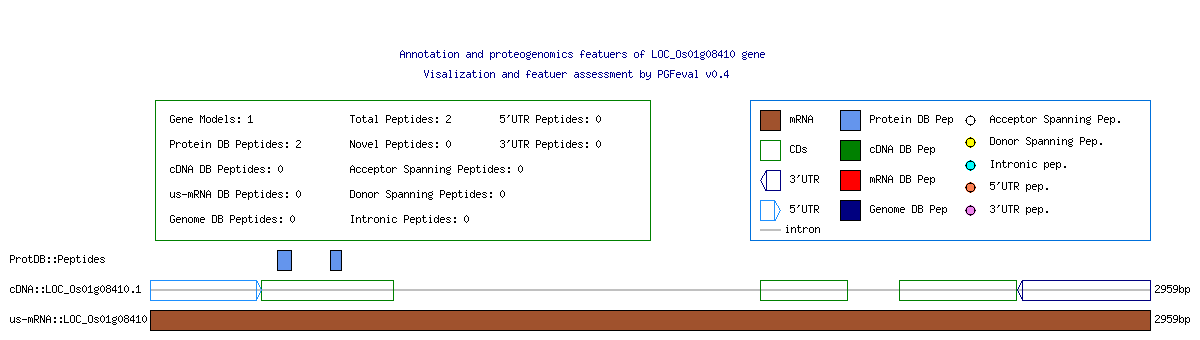 Annotation and proteogenomics featuers of LOC_Os01g08410 gene
Visalization and featuer assessment by PGFeval v0.4
Gene Models: 1 Total Peptides: 2 5'UTR Peptides: 0
Protein DB Peptides: 2 Novel Peptides: 0 3'UTR Peptides: 0
cDNA DB Peptides: 0 Acceptor Spanning Peptides: 0
us-mRNA DB Peptides: 0 Donor Spanning Peptides: 0
Genome DB Peptides: 0 Intronic Peptides: 0
mRNA Protein DB Pep Acceptor Spanning Pep.
CDs cDNA DB Pep Donor Spanning Pep.
3'UTR mRNA DB Pep Intronic pep.
5'UTR Genome DB Pep 5'UTR pep.
intron 3'UTR pep.
ProtDB::Peptides
cDNA::LOC_Os01g08410.1 2959bp
us-mRNA::LOC_Os01g08410 2959bp